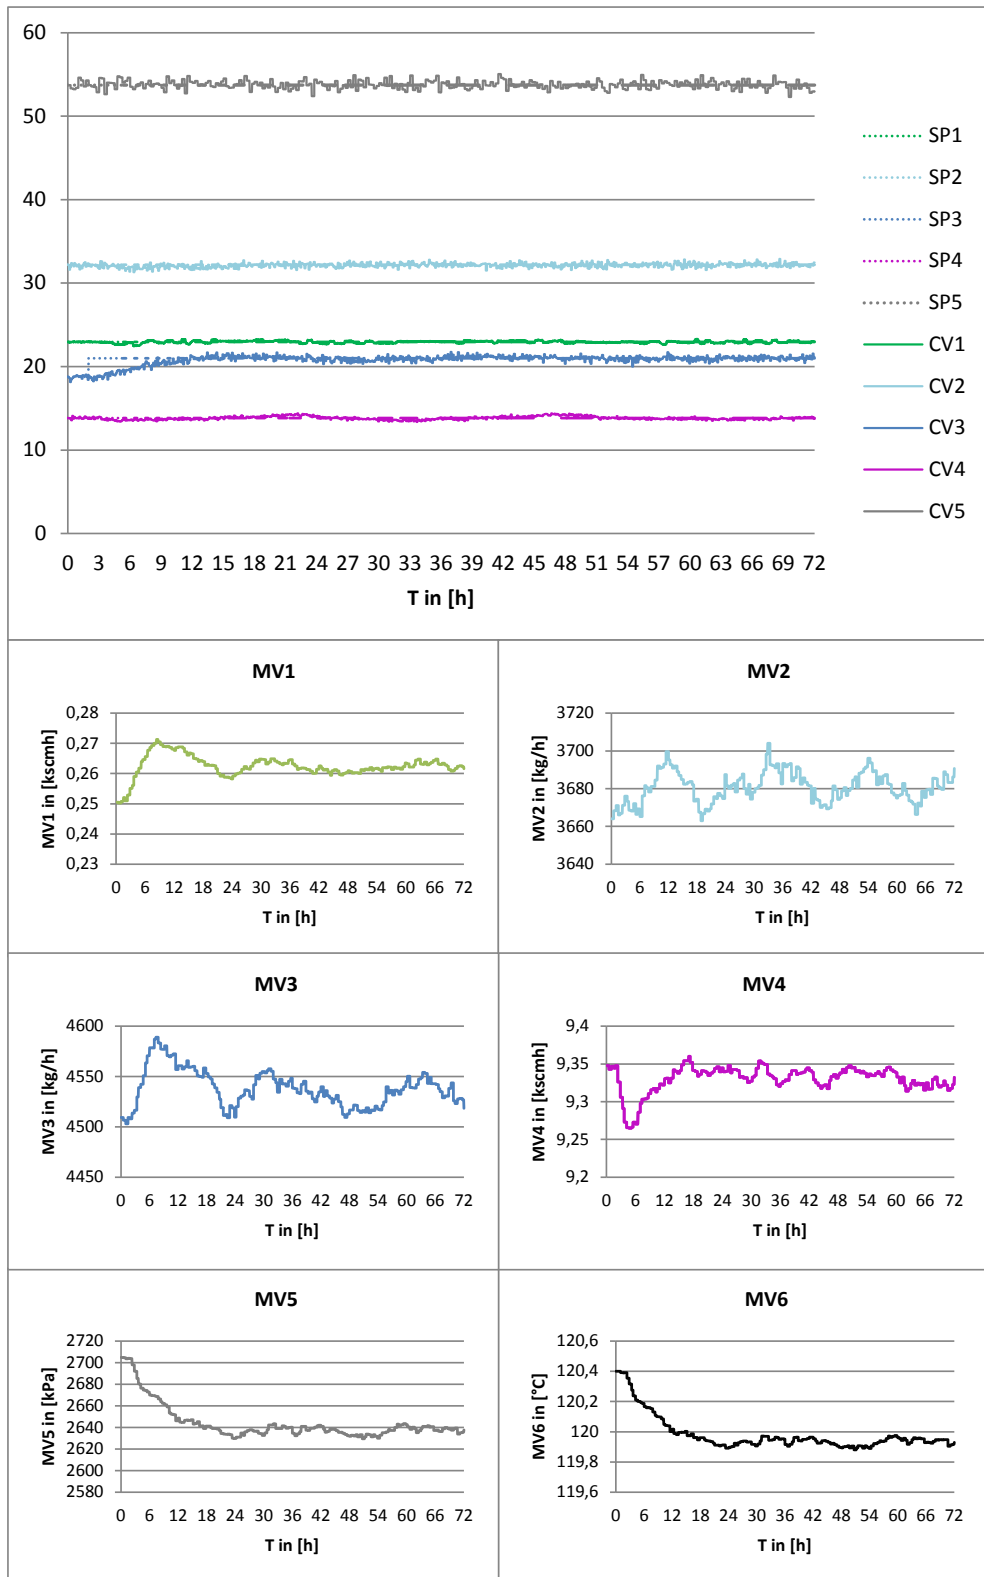 60
50
40
30
20
10
0
0 3 6 9 12 15 18 21 24 27 30 33 36 39 42 45 48 51 54 57 60 63 66 69 72
T in [h]
SP1
SP2
SP3
SP4
SP5
CV1
CV2
CV3
CV4
CV5
MV1
MV1 in [kscmh]
0,28
0,27
0,26
0,25
0,24
0,23
0 6 12 18 24 30 36 42 48 54 60 66 72
T in [h]
MV2
MV2 in [kg/h]
3720
3700
3680
3660
3640
0 6 12 18 24 30 36 42 48 54 60 66 72
T in [h]
MV3
MV3 in [kg/h]
4600
4550
4500
4450
0 6 12 18 24 30 36 42 48 54 60 66 72
T in [h]
MV4
MV4 in [kscmh]
9,4
9,35
9,3
9,25
9,2
0 6 12 18 24 30 36 42 48 54 60 66 72
T in [h]
MV5
MV5 in [kPa]
2720
2700
2680
2660
2640
2620
2600
2580
0 6 12 18 24 30 36 42 48 54 60 66 72
T in [h]
MV6
MV6 in [°C]
120,6
120,4
120,2
120
119,8
119,6
0 6 12 18 24 30 36 42 48 54 60 66 72
T in [h]